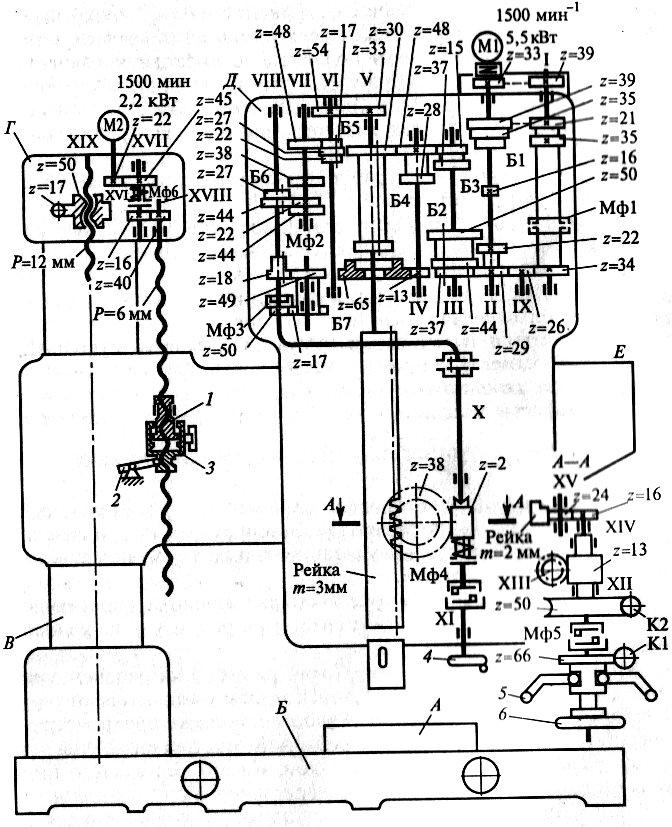 z=17 z=30 z=48
z=48
z=54 z=33 z=15
z=37
1500 мин⁻¹
М1 5,5 кВт
z=33 I z=39
Д VIII VII VI V
z=28
1500 мин
2,2 кВт
М2 z=22
XIX XVII
Г
z=50
z=17
XVI Мф6 XVIII
z=45
z=27
z=22
z=38
z=27
z=44
z=22
z=44
z=18
z=49
Мф3
z=50
Б5
Б6
Мф2
Б4
Б3
Б2
Б1
z=39
z=35
z=21
z=35
z=16
z=50
Мф1
z=22
z=34
P=12 мм
z=16
z=40
P=6 мм
z=65 z=13 IV III II IX
Б7
z=17
z=37 z=44 z=26
z=29
E
X
1
2
3
z=38 z=2
А А
А—А
XV z=24 z=16
XIV
Рейка
m=2 мм
z=13
XIII XII
Рейка
m=3мм
Мф4
z=50
К2
XI
Мф5 К1
z=66
4
5
6
В
Б
А